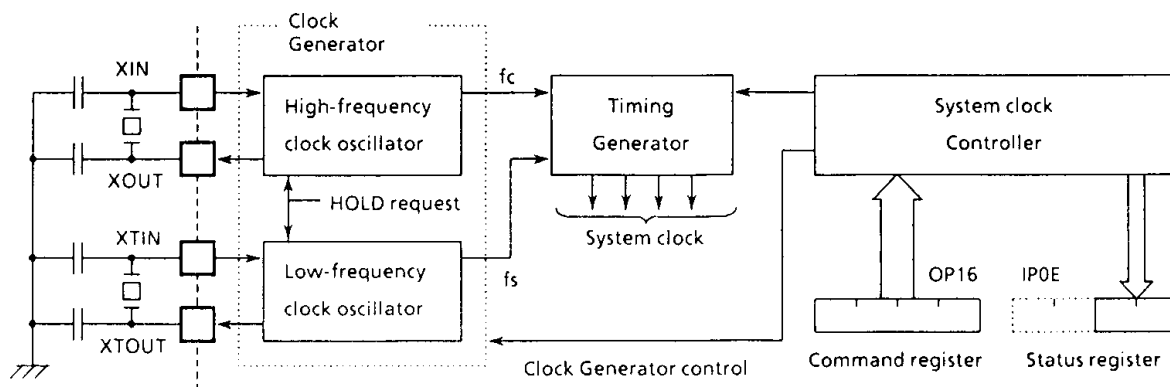 Clock
Generator
XIN
High-frequency
clock oscillator
XOUT
fc
Timing
Generator
System clock
Controller
HOLD request
System clock
XTIN
Low-frequency
clock oscillator
XTOUT
fs
OP16
IP0E
Clock Generator control
Command register
Status register